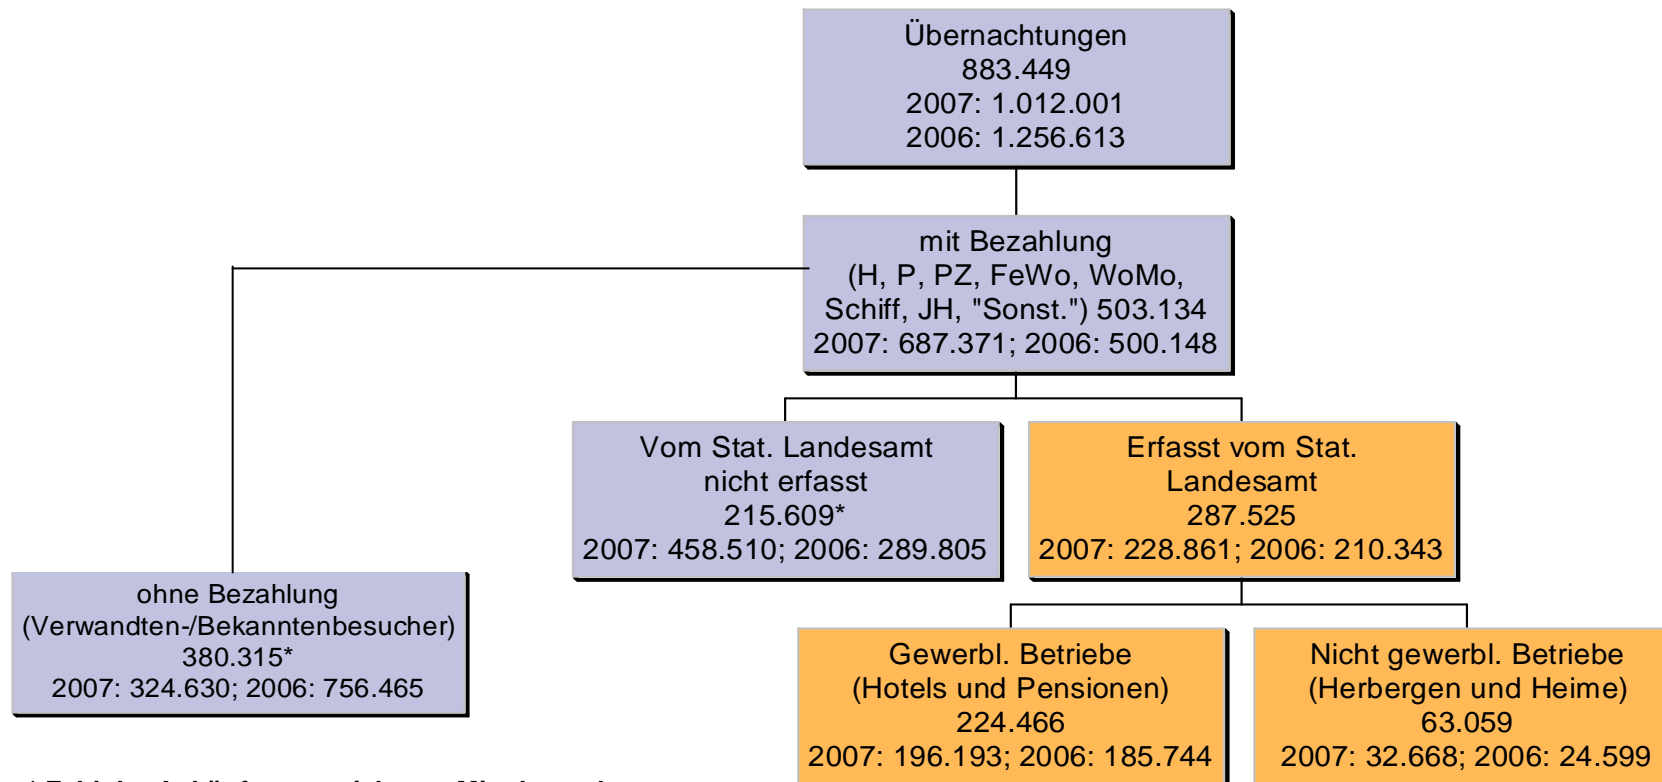 Übernachtungen
883.449
2007: 1.012.001
2006: 1.256.613
mit Bezahlung
(H, P, PZ, FeWo, WoMo,
Schiff, JH, "Sonst.") 503.134
2007: 687.371; 2006: 500.148
Vom Stat. Landesamt
nicht erfasst
215.609*
2007: 458.510; 2006: 289.805
Erfasst vom Stat.
Landesamt
287.525
2007: 228.861; 2006: 210.343
ohne Bezahlung
(Verwandten-/Bekanntenbesucher)
380.315*
2007: 324.630; 2006: 756.465
Gewerbl. Betriebe
(Hotels und Pensionen)
224.466
2007: 196.193; 2006: 185.744
Nicht gewerbl. Betriebe
(Herbergen und Heime)
63.059
2007: 32.668; 2006: 24.599